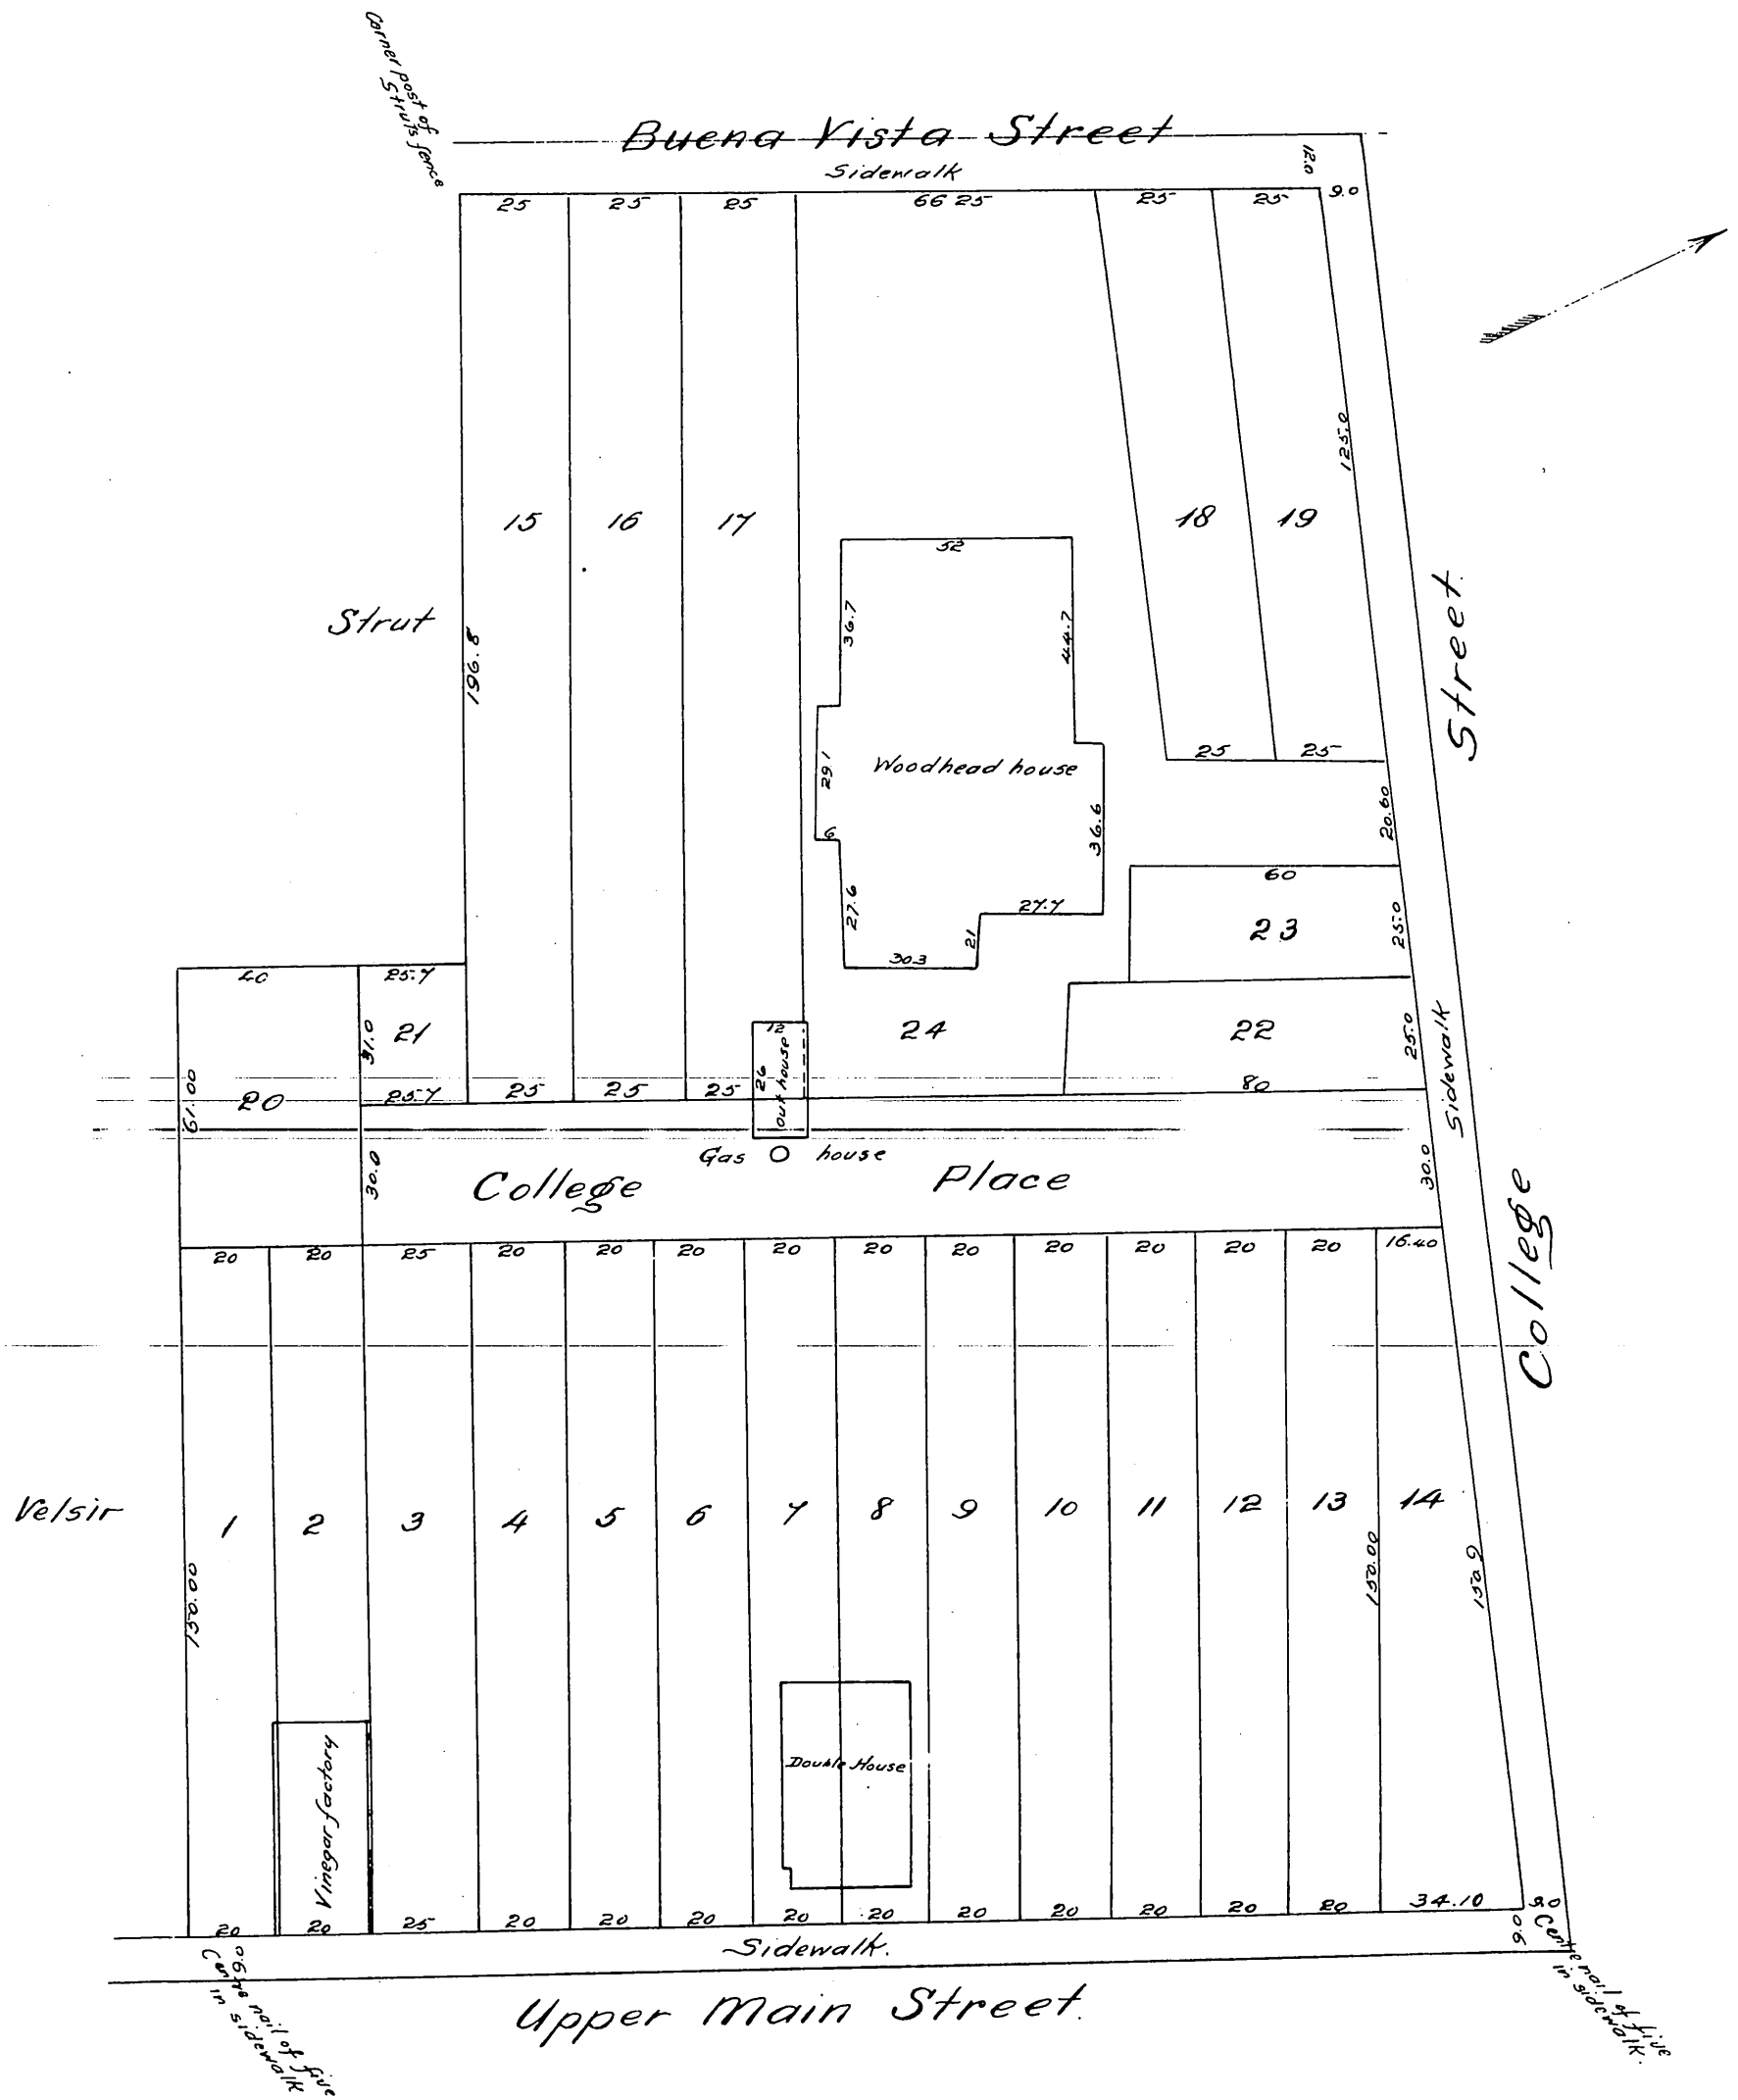 Corner post of
Struts fence
Buena Vista Street
Sidewalk
12.0
9.0
25 25 25 66 25 25 25
125.0
15 16 17 18 19
52
Strut
196.8
36.7
44.7
Street.
Woodhead house
25 25
29.1
6
36.6
20.60
27.6
27.7
21
30.3
60
23
25.0
40 25.7
31.0
21
12
26
out house
24
22
25.0
Sidewalk
61.00
20
25.7 25 25 25
80
Gas house
30.0
College Place
30.0
College
20 20 25 20 20 20 20 20 20 20 20 20 20 16.40
Velsir
1 2 3 4 5 6 7 8 9 10 11 12 13 14
150.00
150.00
150.9
Vinegar factory
Double House
20 20 25 20 20 20 20 20 20 20 20 20 20 34.10
9.0
9.0
9.0
Sidewalk.
Centre nail of five
in sidewalk
Centre nail of five
in sidewalk.
Upper Main Street.